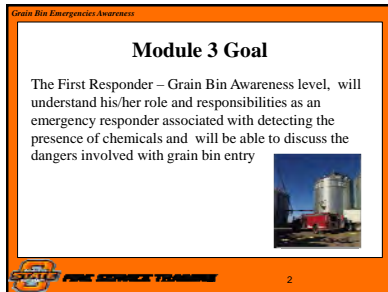 Grain Bin Emergencies Awareness
Module 3 Goal
The First Responder – Grain Bin Awareness level, will
understand his/her role and responsibilities as an
emergency responder associated with detecting the
presence of chemicals and will be able to discuss the
dangers involved with grain bin entry
STATE FIRE SERVICE TRAINING
2